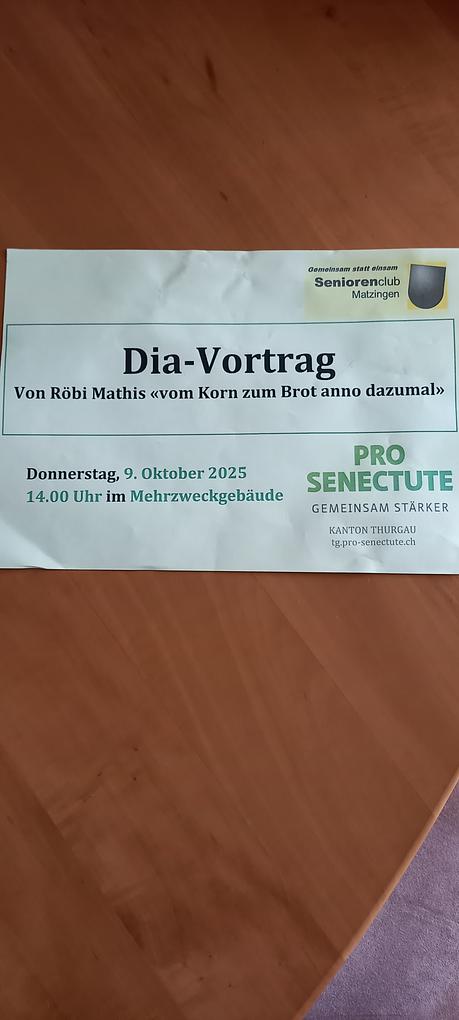 Gemeinsam statt einsam
Seniorenclub
Matzingen
Dia-Vortrag
Von Röbi Mathis «vom Korn zum Brot anno dazumal»
Donnerstag, 9. Oktober 2025
14.00 Uhr im Mehrzweckgebäude
PRO
SENECTUTE
GEMEINSAM STÄRKER
KANTON THURGAU
tg.pro-senectute.ch